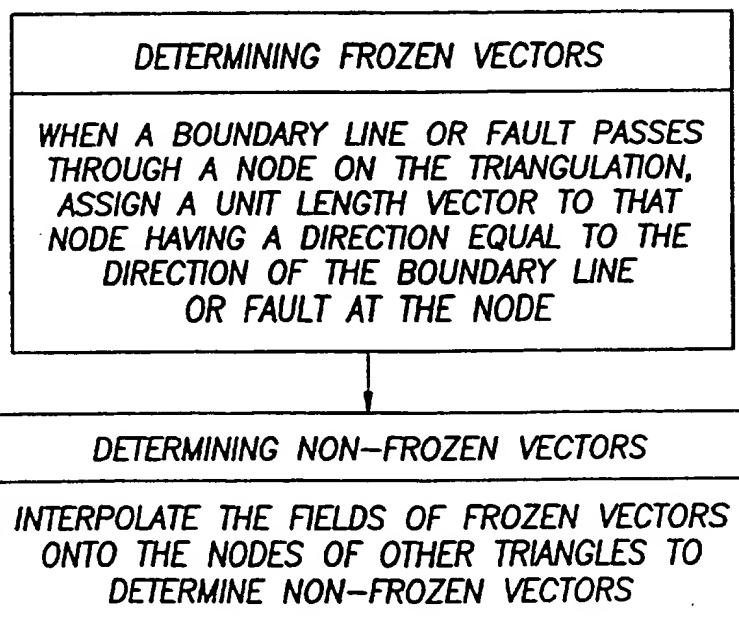 DETERMINING FROZEN VECTORS
WHEN A BOUNDARY LINE OR FAULT PASSES
THROUGH A NODE ON THE TRIANGULATION,
ASSIGN A UNIT LENGTH VECTOR TO THAT
NODE HAVING A DIRECTION EQUAL TO THE
DIRECTION OF THE BOUNDARY LINE
OR FAULT AT THE NODE
DETERMINING NON-FROZEN VECTORS
INTERPOLATE THE FIELDS OF FROZEN VECTORS
ONTO THE NODES OF OTHER TRIANGLES TO
DETERMINE NON-FROZEN VECTORS